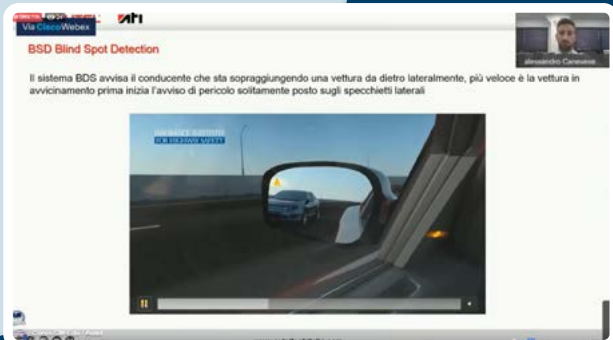 Via CiscoWebex
BSD Blind Spot Detection
alessandro Canevese
Il sistema BDS avvisa il conducente che sta sopraggiungendo una vettura da dietro lateralmente, più veloce è la vettura in
avvicinamento prima inizia l'avviso di pericolo solitamente posto sugli specchietti laterali
INSURANCE INSTITUTE
FOR HIGHWAY SAFETY